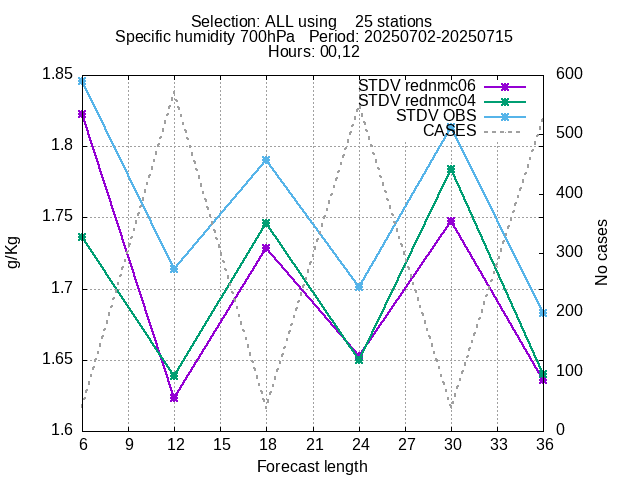 Selection: ALL using    25 stations
Specific humidity 700hPa   Period: 20250702-20250715
Hours: 00,12
STDV rednmc06
STDV rednmc04
STDV OBS
CASES
1.85
1.8
1.75
1.7
1.65
1.6
g/Kg
600
500
400
300
200
100
0
No cases
6 9 12 15 18 21 24 27 30 33 36
Forecast length